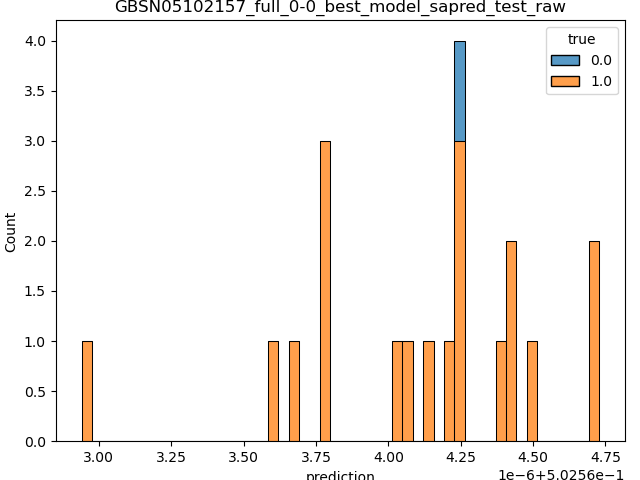 GBSN05102157_full_0-0_best_model_sapred_test_raw
4.0
3.5
3.0
2.5
2.0
1.5
1.0
0.5
0.0
Count
true
0.0
1.0
3.00 3.25 3.50 3.75 4.00 4.25 4.50 4.75
prediction
1e−6+5.0256e−1